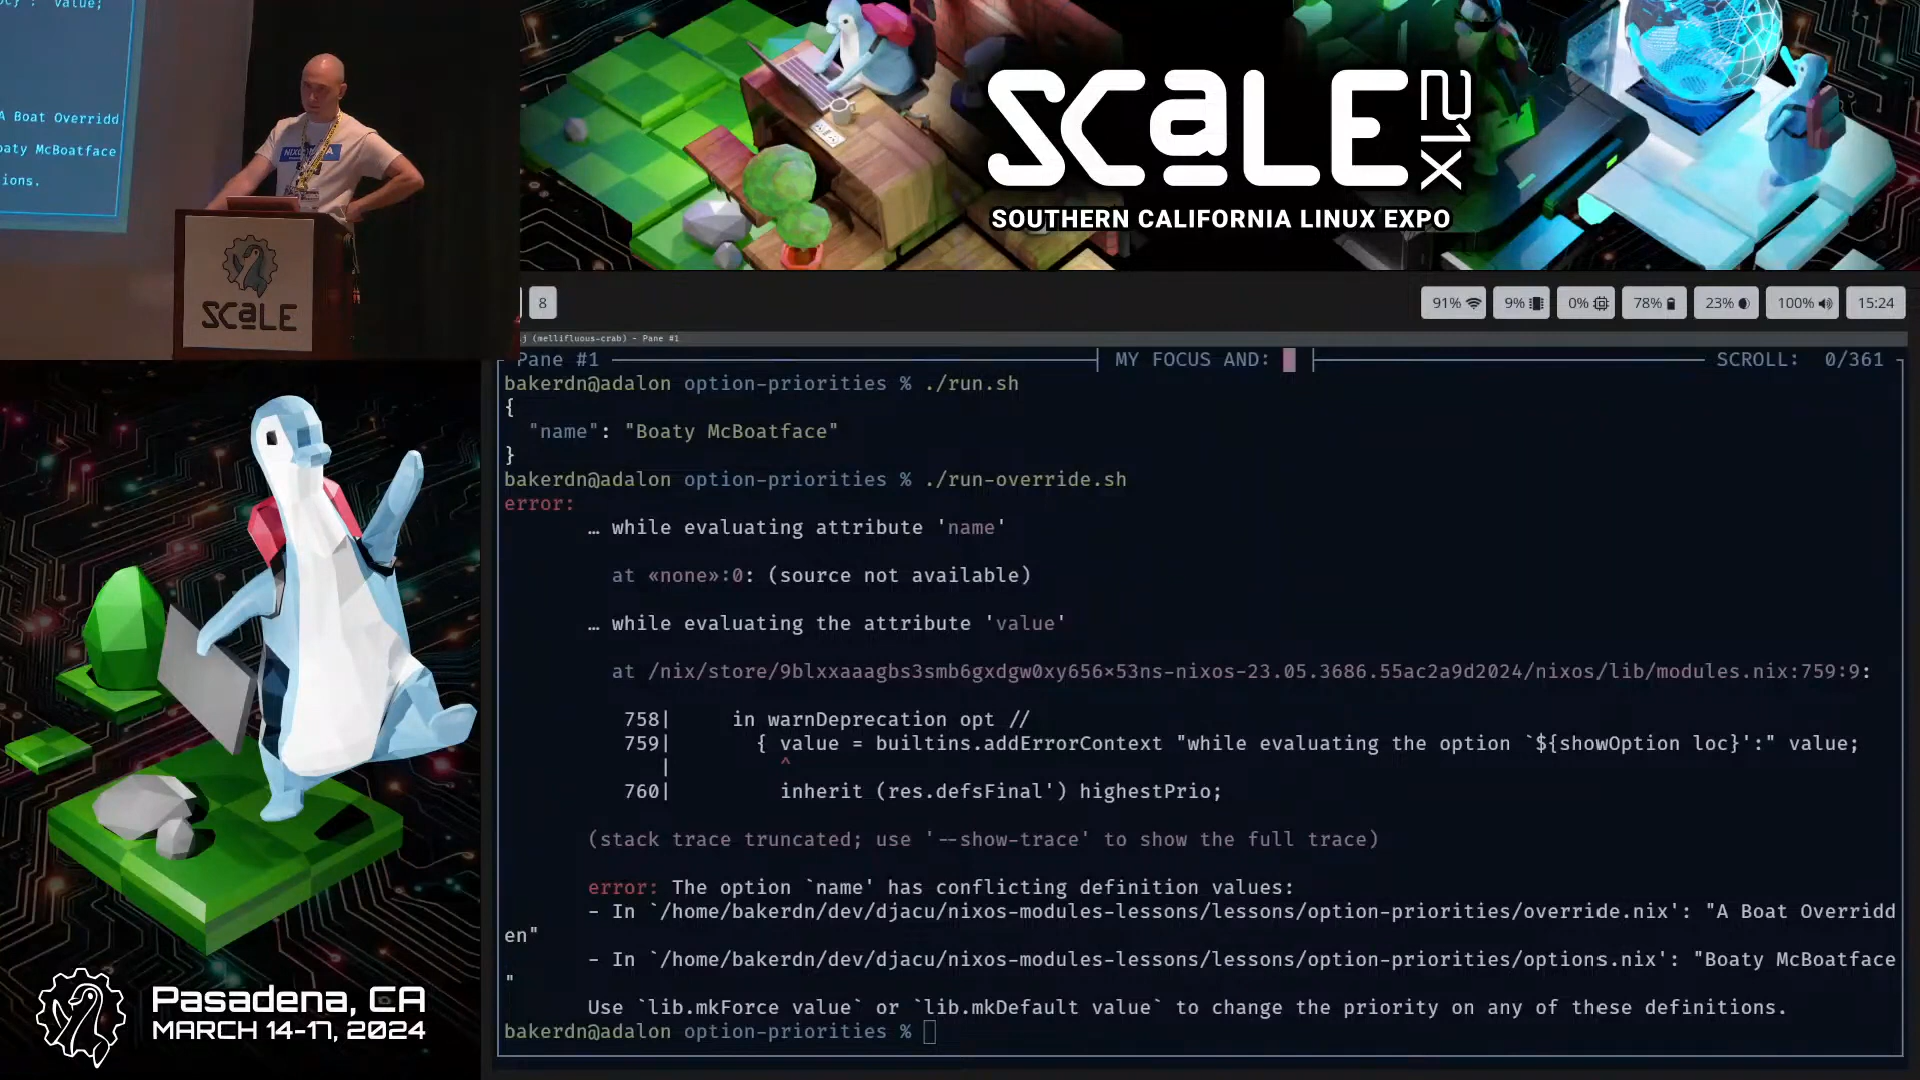 oc}': value;
A Boat Overridd
oaty McBoatface
ions.
SCALE
SCALE 21X
SOUTHERN CALIFORNIA LINUX EXPO
8
91%
9%
0%
78%
23%
100%
15:24
j (mellifluous-crab) - Pane #1
Pane #1
MY FOCUS AND:
SCROLL: 0/361
bakerdn@adalon option-priorities % ./run.sh
{
"name": "Boaty McBoatface"
}
bakerdn@adalon option-priorities % ./run-override.sh
error:
… while evaluating attribute 'name'
at «none»:0: (source not available)
… while evaluating the attribute 'value'
at /nix/store/9blxxaaagbs3smb6gxdgw0xy656×53ns-nixos-23.05.3686.55ac2a9d2024/nixos/lib/modules.nix:759:9:
758| in warnDeprecation opt //
759| { value = builtins.addErrorContext "while evaluating the option `${showOption loc}':" value;
| ^
760| inherit (res.defsFinal') highestPrio;
(stack trace truncated; use '--show-trace' to show the full trace)
error: The option `name' has conflicting definition values:
- In `/home/bakerdn/dev/djacu/nixos-modules-lessons/lessons/option-priorities/override.nix': "A Boat Overridd
en"
- In `/home/bakerdn/dev/djacu/nixos-modules-lessons/lessons/option-priorities/options.nix': "Boaty McBoatface
"
Use `lib.mkForce value` or `lib.mkDefault value` to change the priority on any of these definitions.
bakerdn@adalon option-priorities %
Pasadena, CA
MARCH 14-17, 2024